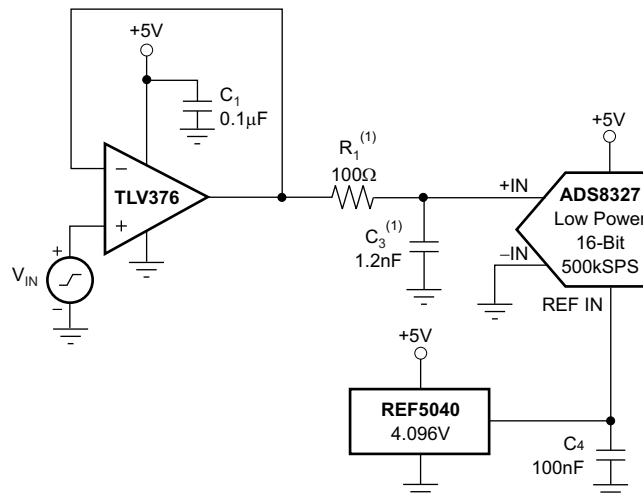 +5V
C1
0.1μF
R1(1)
100Ω
+5V
−
TLV376
+
+IN
ADS8327
Low Power
16-Bit
500kSPS
C3(1)
1.2nF
−IN
+
VIN
−
REF IN
+5V
REF5040
4.096V
C4
100nF